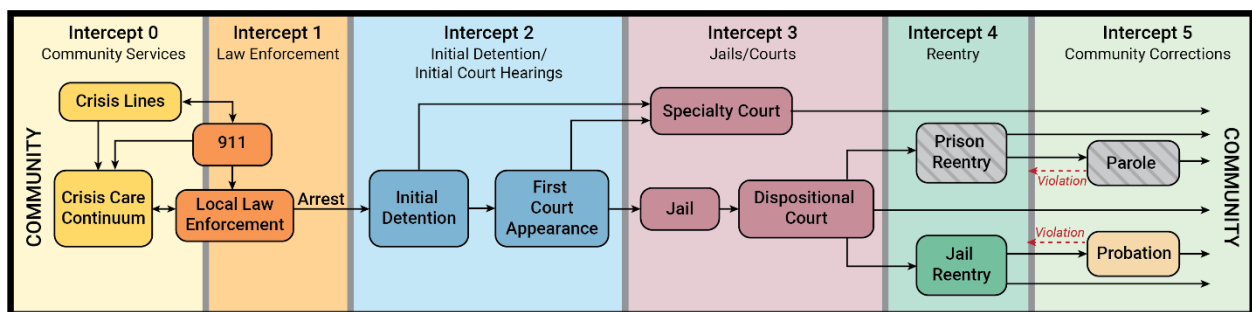 Intercept 0
Community Services
Intercept 1
Law Enforcement
Intercept 2
Initial Detention/
Initial Court Hearings
Intercept 3
Jails/Courts
Intercept 4
Reentry
Intercept 5
Community Corrections
COMMUNITY
Crisis Lines
911
Crisis Care
Continuum
Local Law
Enforcement
Arrest
Initial
Detention
First
Court
Appearance
Specialty Court
Jail
Dispositional
Court
Prison
Reentry
Parole
Violation
Jail
Reentry
Violation
Probation
COMMUNITY